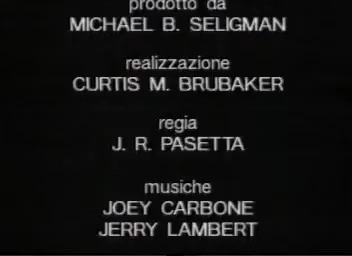 prodotto da
MICHAEL B. SELIGMAN
realizzazione
CURTIS M. BRUBAKER
regia
J. R. PASETTA
musiche
JOEY CARBONE
JERRY LAMBERT